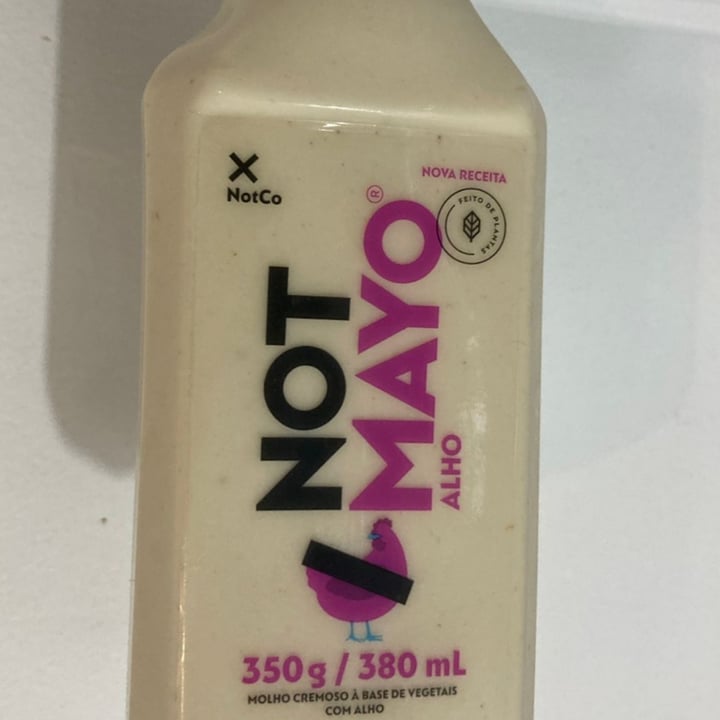 NotCo
NOVA RECEITA
FEITO DE PLANTAS
NOT
MAYO®
ALHO
350g / 380 mL
MOLHO CREMOSO À BASE DE VEGETAIS
COM ALHO